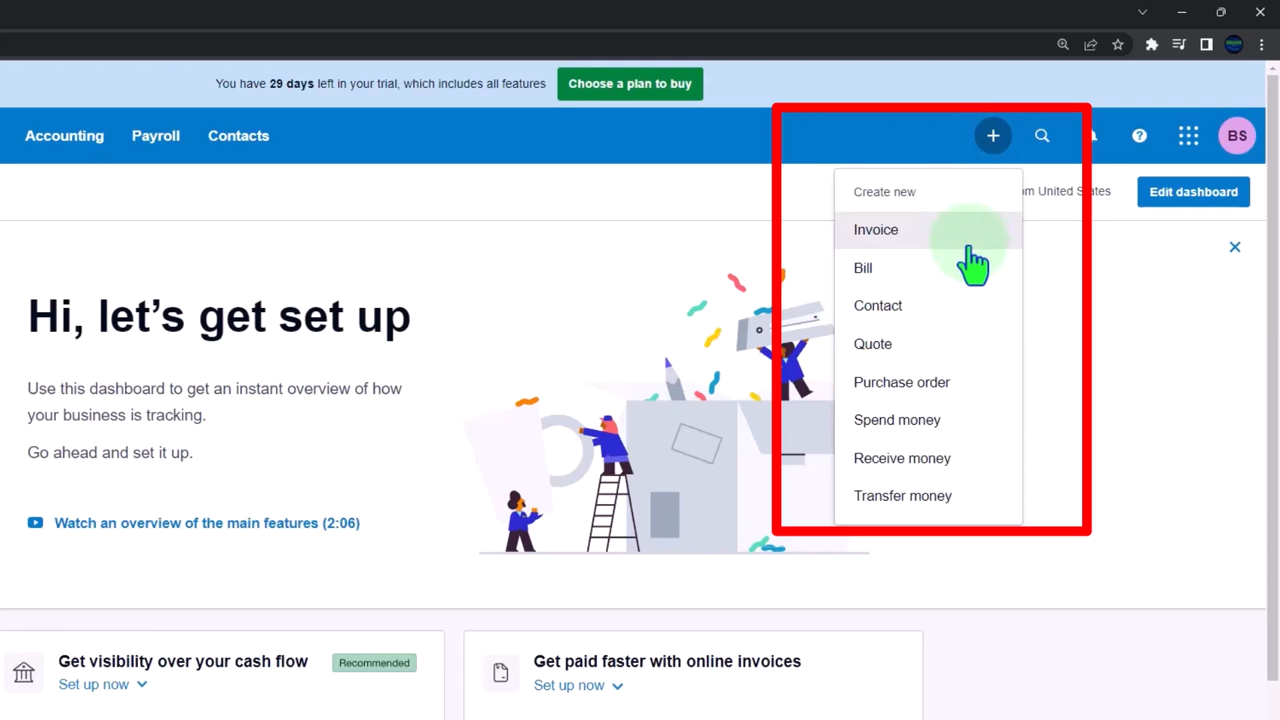 You have 29 days left in your trial, which includes all features
Choose a plan to buy
Accounting
Payroll
Contacts
BS
Create new
United States
Edit dashboard
Invoice
Bill
Contact
Quote
Purchase order
Spend money
Receive money
Transfer money
Hi, let's get set up
Use this dashboard to get an instant overview of how
your business is tracking.
Go ahead and set it up.
Watch an overview of the main features (2:06)
Get visibility over your cash flow
Recommended
Set up now
Get paid faster with online invoices
Set up now